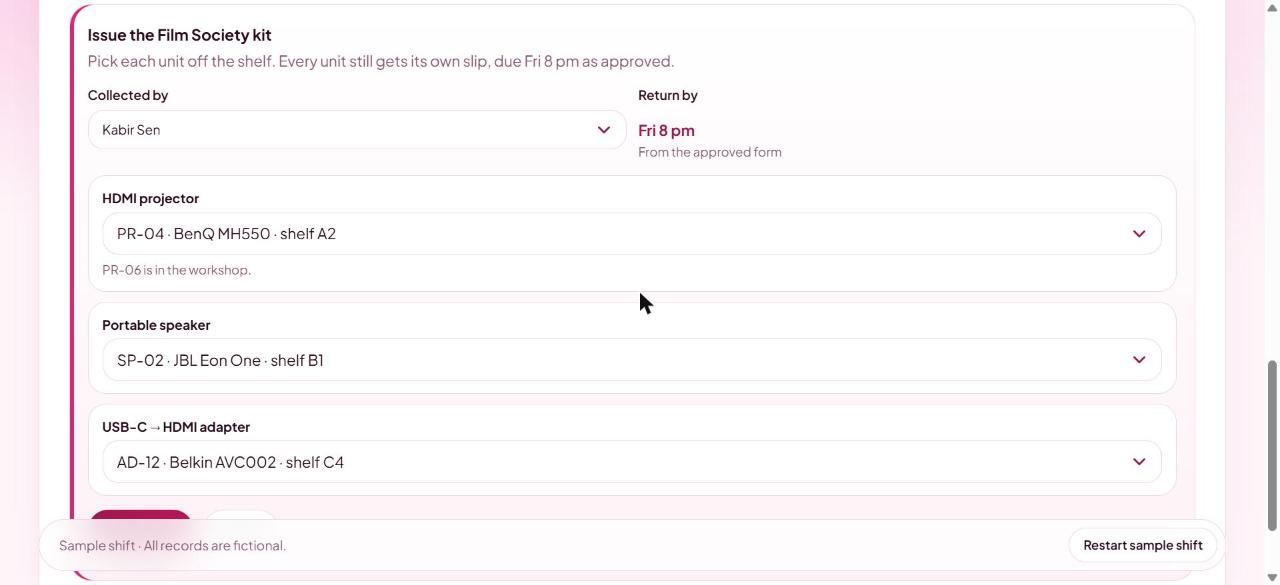 Issue the Film Society kit
Pick each unit off the shelf. Every unit still gets its own slip, due Fri 8 pm as approved.
Collected by
Return by
Kabir Sen
Fri 8 pm
From the approved form
HDMI projector
PR-04 · BenQ MH550 · shelf A2
PR-06 is in the workshop.
Portable speaker
SP-02 · JBL Eon One · shelf B1
USB-C → HDMI adapter
AD-12 · Belkin AVC002 · shelf C4
Sample shift · All records are fictional.
Restart sample shift